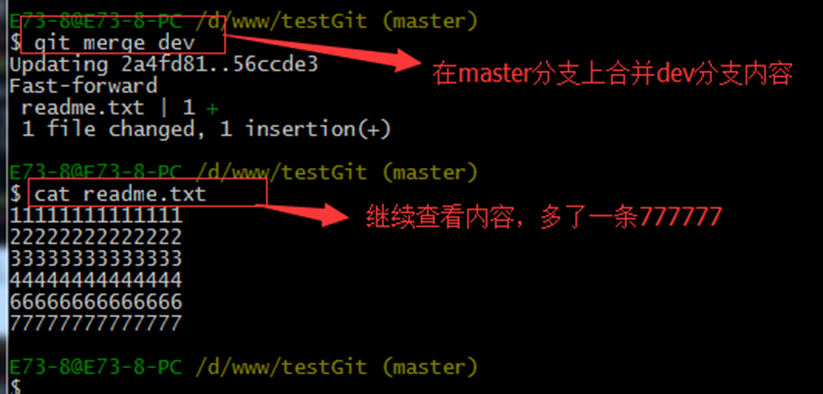 E73-8@E73-8-PC /d/www/testGit (master)
$ git merge dev
Updating 2a4fd81..56ccde3
在master分支上合并dev分支内容
Fast-forward
 readme.txt | 1 +
 1 file changed, 1 insertion(+)
E73-8@E73-8-PC /d/www/testGit (master)
$ cat readme.txt
继续查看内容，多了一条777777
11111111111111
22222222222222
33333333333333
44444444444444
66666666666666
77777777777777
E73-8@E73-8-PC /d/www/testGit (master)
$